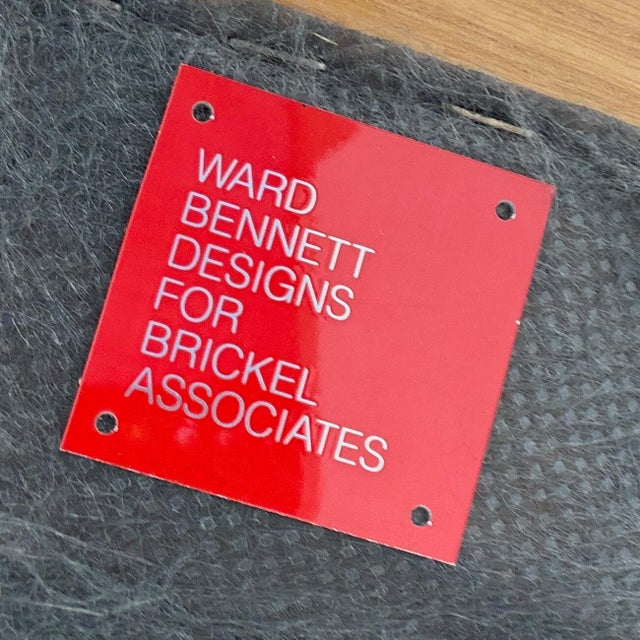 WARD
BENNETT
DESIGNS
FOR
BRICKEL
ASSOCIATES